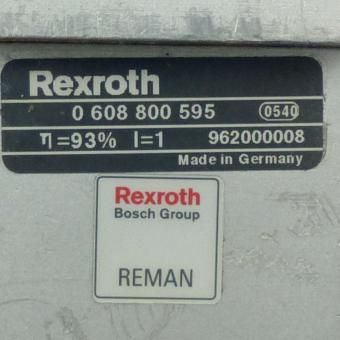 Rexroth
0 608 800 595 0540
η=93% I=1 962000008
Made in Germany
Rexroth
Bosch Group
REMAN